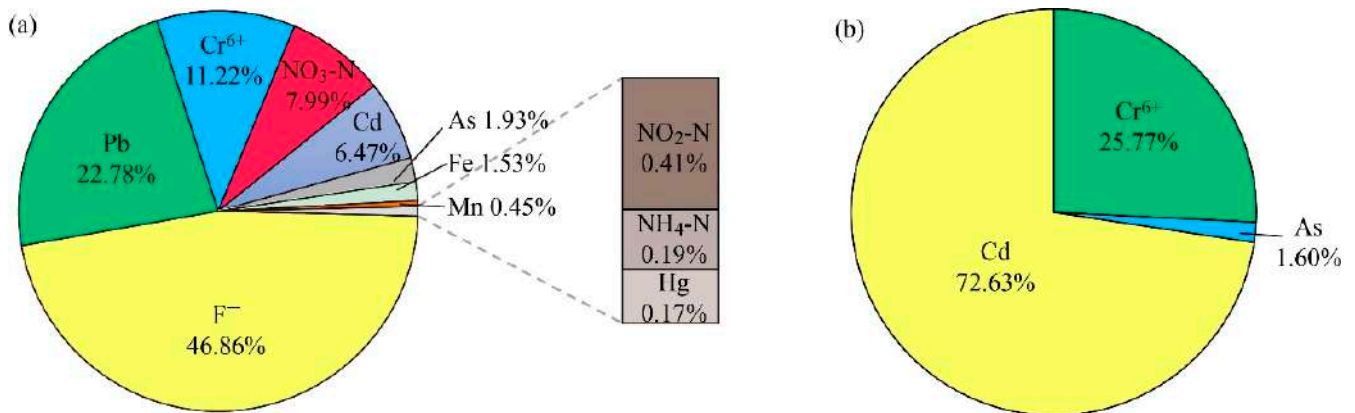 (a)
Cr⁶⁺
11.22%
NO₃-N
7.99%
Cd
6.47%
As 1.93%
Fe 1.53%
Mn 0.45%
Pb
22.78%
F⁻
46.86%
NO₂-N
0.41%
NH₄-N
0.19%
Hg
0.17%
(b)
Cr⁶⁺
25.77%
As
1.60%
Cd
72.63%